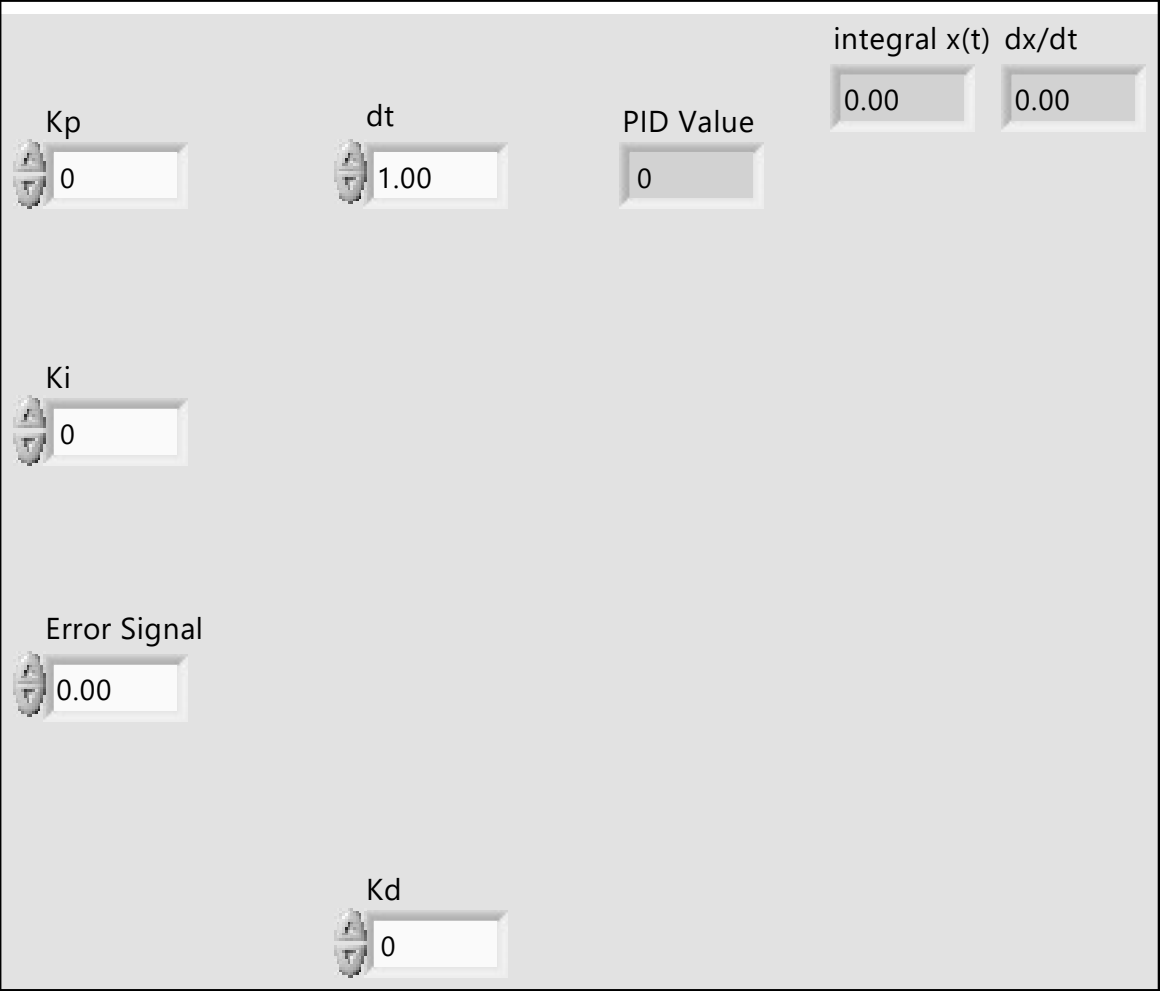 integral x(t) dx/dt
0.00 0.00
Kp dt PID Value
0 1.00 0
Ki
0
Error Signal
0.00
Kd
0